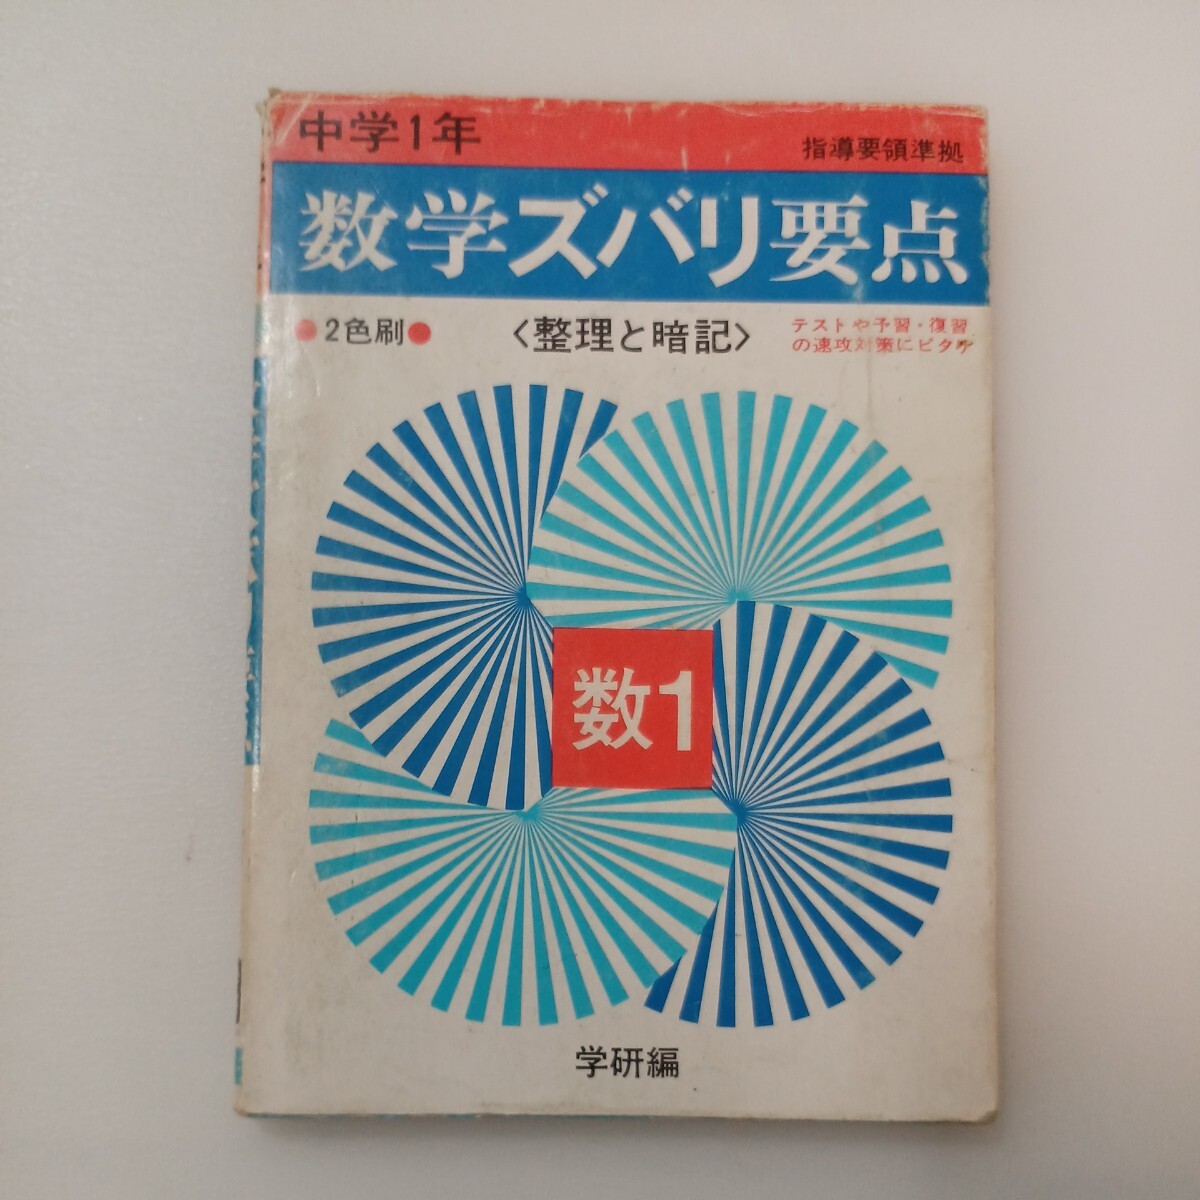 中学1年
指導要領準拠
数学ズバリ要点
●2色刷●
〈整理と暗記〉
テストや予習・復習
の速攻対策にピタリ
数1
学研編